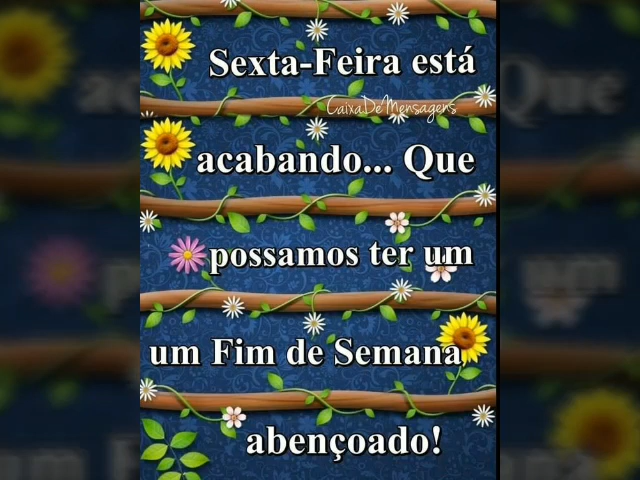 Sexta-Feira está
CaixaDeMensagens
acabando... Que
possamos ter um
um Fim de Semana
abençoado!